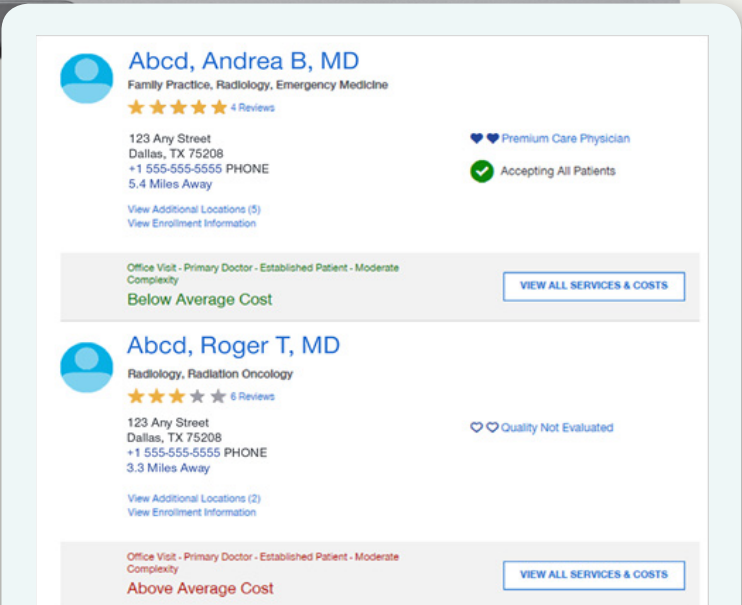 Abcd, Andrea B, MD
Family Practice, Radiology, Emergency Medicine
4 Reviews
123 Any Street
Dallas, TX 75208
+1 555-555-5555 PHONE
5.4 Miles Away
Premium Care Physician
Accepting All Patients
View Additional Locations (5)
View Enrollment Information
Office Visit - Primary Doctor - Established Patient - Moderate
Complexity
Below Average Cost
VIEW ALL SERVICES & COSTS
Abcd, Roger T, MD
Radiology, Radiation Oncology
6 Reviews
123 Any Street
Dallas, TX 75208
+1 555-555-5555 PHONE
3.3 Miles Away
Quality Not Evaluated
View Additional Locations (2)
View Enrollment Information
Office Visit - Primary Doctor - Established Patient - Moderate
Complexity
Above Average Cost
VIEW ALL SERVICES & COSTS